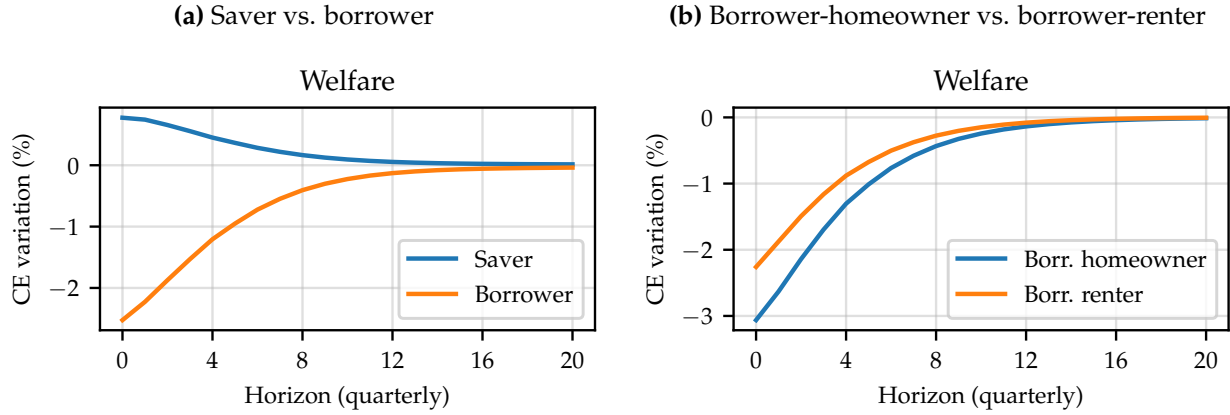 (a) Saver vs. borrower
Welfare
CE variation (%)
0
−1
−2
Saver
Borrower
0 4 8 12 16 20
Horizon (quarterly)
(b) Borrower-homeowner vs. borrower-renter
Welfare
CE variation (%)
0
−1
−2
−3
Borr. homeowner
Borr. renter
0 4 8 12 16 20
Horizon (quarterly)